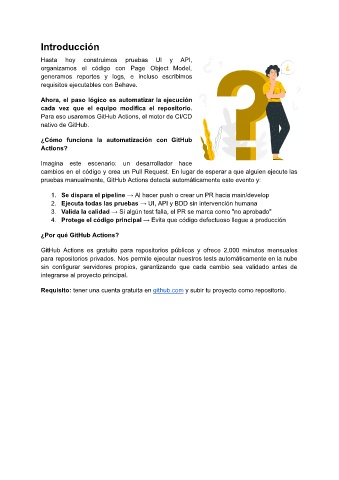 Introducción
Hasta hoy construimos pruebas UI y API,
organizamos el código con Page Object Model,
generamos reportes y logs, e incluso escribimos
requisitos ejecutables con Behave.
Ahora, el paso lógico es automatizar la ejecución
cada vez que el equipo modifica el repositorio.
Para eso usaremos GitHub Actions, el motor de CI/CD
nativo de GitHub.
¿Cómo funciona la automatización con GitHub
Actions?
Imagina este escenario: un desarrollador hace
cambios en el código y crea un Pull Request. En lugar de esperar a que alguien ejecute las
pruebas manualmente, GitHub Actions detecta automáticamente este evento y:
1. Se dispara el pipeline → Al hacer push o crear un PR hacia main/develop
2. Ejecuta todas las pruebas → UI, API y BDD sin intervención humana
3. Valida la calidad → Si algún test falla, el PR se marca como "no aprobado"
4. Protege el código principal → Evita que código defectuoso llegue a producción
¿Por qué GitHub Actions?
GitHub Actions es gratuito para repositorios públicos y ofrece 2,000 minutos mensuales
para repositorios privados. Nos permite ejecutar nuestros tests automáticamente en la nube
sin configurar servidores propios, garantizando que cada cambio sea validado antes de
integrarse al proyecto principal.
Requisito: tener una cuenta gratuita en github.com y subir tu proyecto como repositorio.